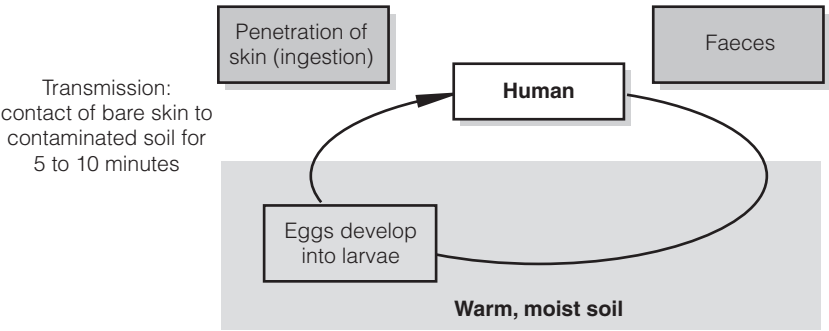 Penetration of
skin (ingestion)
Faeces
Transmission:
contact of bare skin to
contaminated soil for
5 to 10 minutes
Human
Eggs develop
into larvae
Warm, moist soil